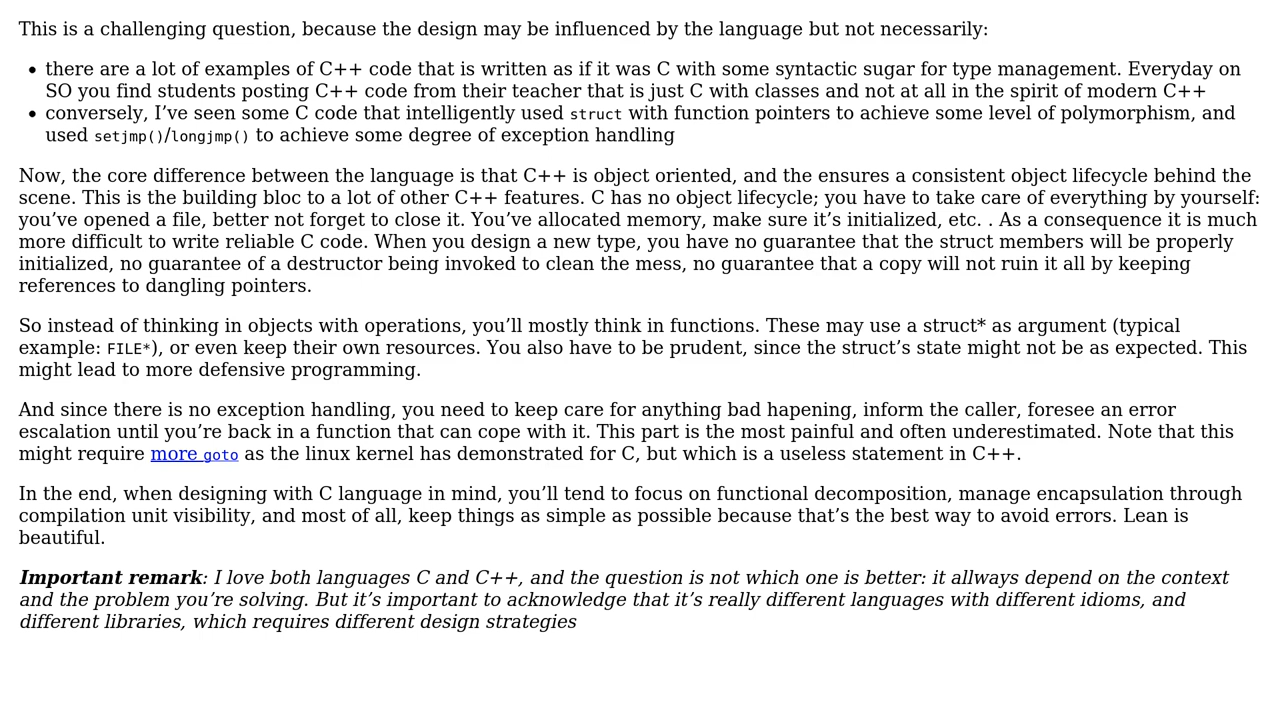 This is a challenging question, because the design may be influenced by the language but not necessarily:
• there are a lot of examples of C++ code that is written as if it was C with some syntactic sugar for type management. Everyday on
SO you find students posting C++ code from their teacher that is just C with classes and not at all in the spirit of modern C++
• conversely, I’ve seen some C code that intelligently used struct with function pointers to achieve some level of polymorphism, and
used setjmp()/longjmp() to achieve some degree of exception handling
Now, the core difference between the language is that C++ is object oriented, and the ensures a consistent object lifecycle behind the
scene. This is the building bloc to a lot of other C++ features. C has no object lifecycle; you have to take care of everything by yourself:
you’ve opened a file, better not forget to close it. You’ve allocated memory, make sure it’s initialized, etc. . As a consequence it is much
more difficult to write reliable C code. When you design a new type, you have no guarantee that the struct members will be properly
initialized, no guarantee of a destructor being invoked to clean the mess, no guarantee that a copy will not ruin it all by keeping
references to dangling pointers.
So instead of thinking in objects with operations, you’ll mostly think in functions. These may use a struct* as argument (typical
example: FILE*), or even keep their own resources. You also have to be prudent, since the struct’s state might not be as expected. This
might lead to more defensive programming.
And since there is no exception handling, you need to keep care for anything bad hapening, inform the caller, foresee an error
escalation until you’re back in a function that can cope with it. This part is the most painful and often underestimated. Note that this
might require more goto as the linux kernel has demonstrated for C, but which is a useless statement in C++.
In the end, when designing with C language in mind, you’ll tend to focus on functional decomposition, manage encapsulation through
compilation unit visibility, and most of all, keep things as simple as possible because that’s the best way to avoid errors. Lean is
beautiful.
Important remark: I love both languages C and C++, and the question is not which one is better: it allways depend on the context
and the problem you’re solving. But it’s important to acknowledge that it’s really different languages with different idioms, and
different libraries, which requires different design strategies